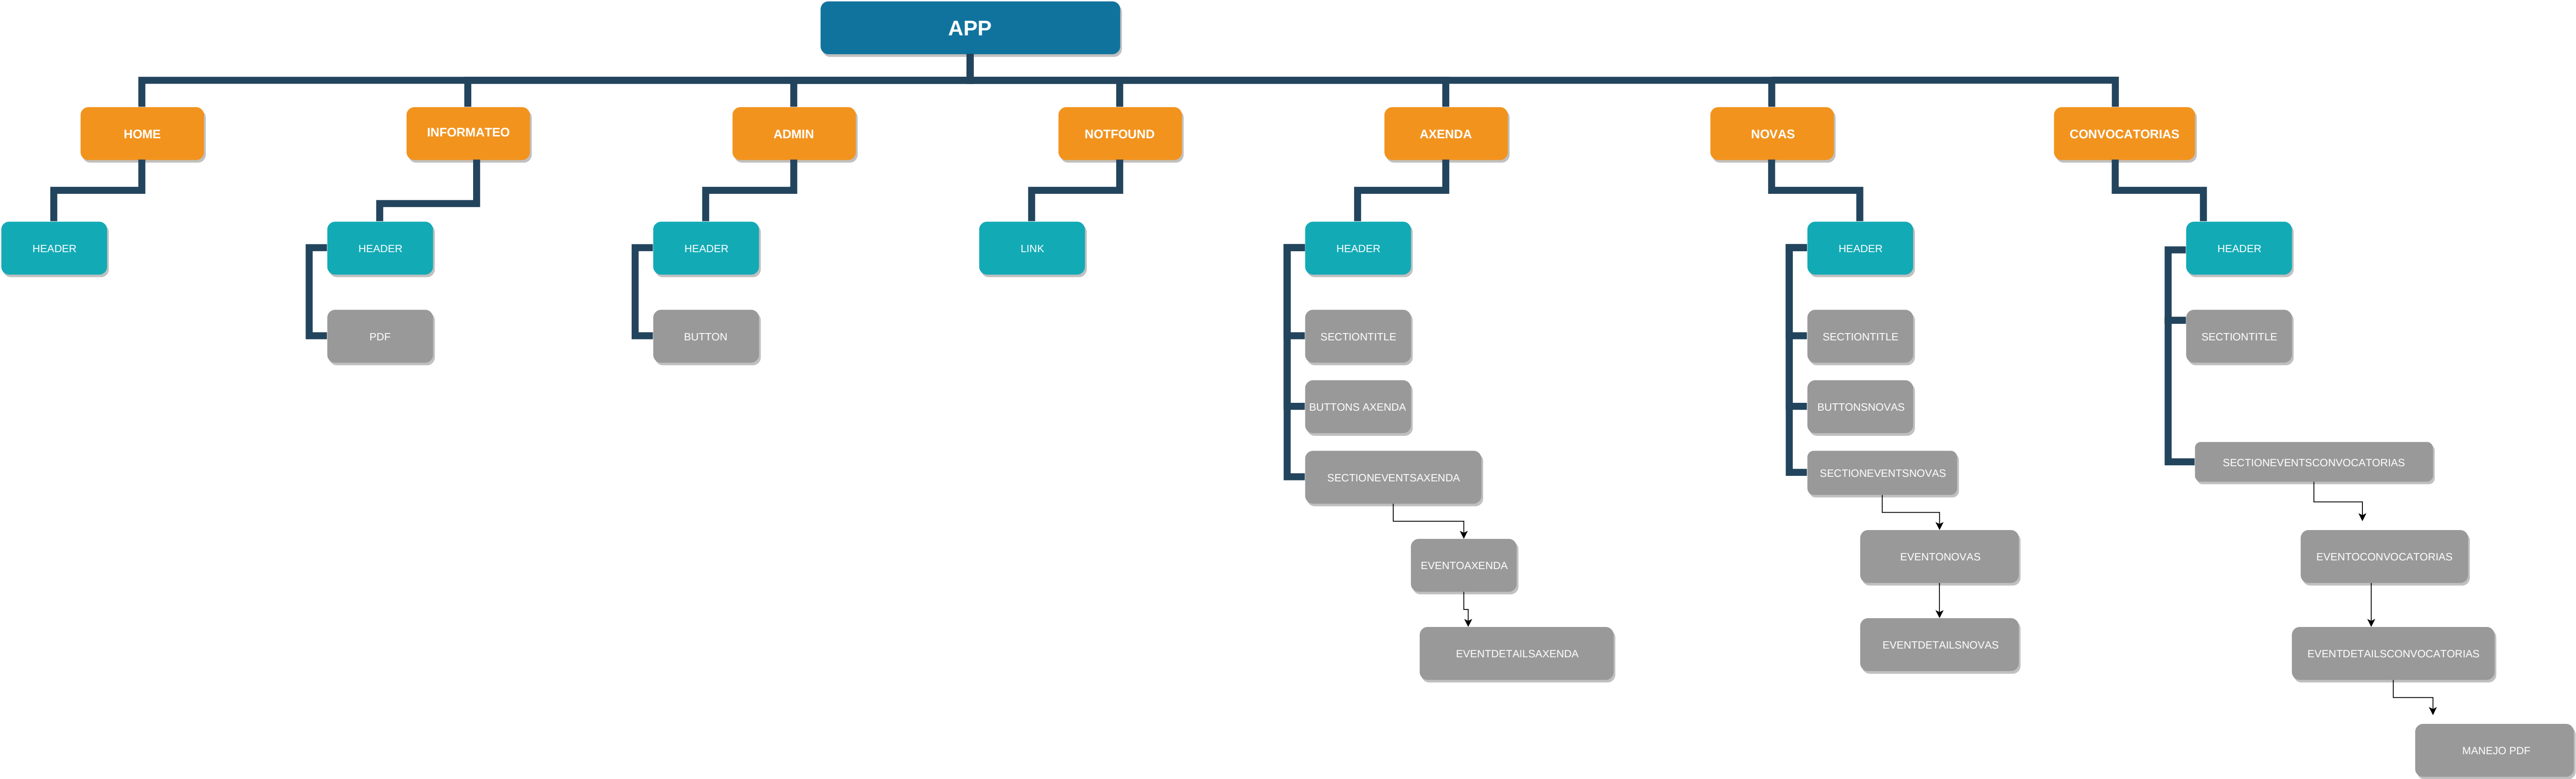 APP
HOME
INFORMATEO
ADMIN
NOTFOUND
AXENDA
NOVAS
CONVOCATORIAS
HEADER
HEADER
HEADER
LINK
HEADER
HEADER
HEADER
PDF
BUTTON
SECTIONTITLE
SECTIONTITLE
SECTIONTITLE
BUTTONS AXENDA
BUTTONSNOVAS
SECTIONEVENTSAXENDA
SECTIONEVENTSNOVAS
SECTIONEVENTSCONVOCATORIAS
EVENTOAXENDA
EVENTONOVAS
EVENTOCONVOCATORIAS
EVENTDETAILSAXENDA
EVENTDETAILSNOVAS
EVENTDETAILSCONVOCATORIAS
MANEJO PDF